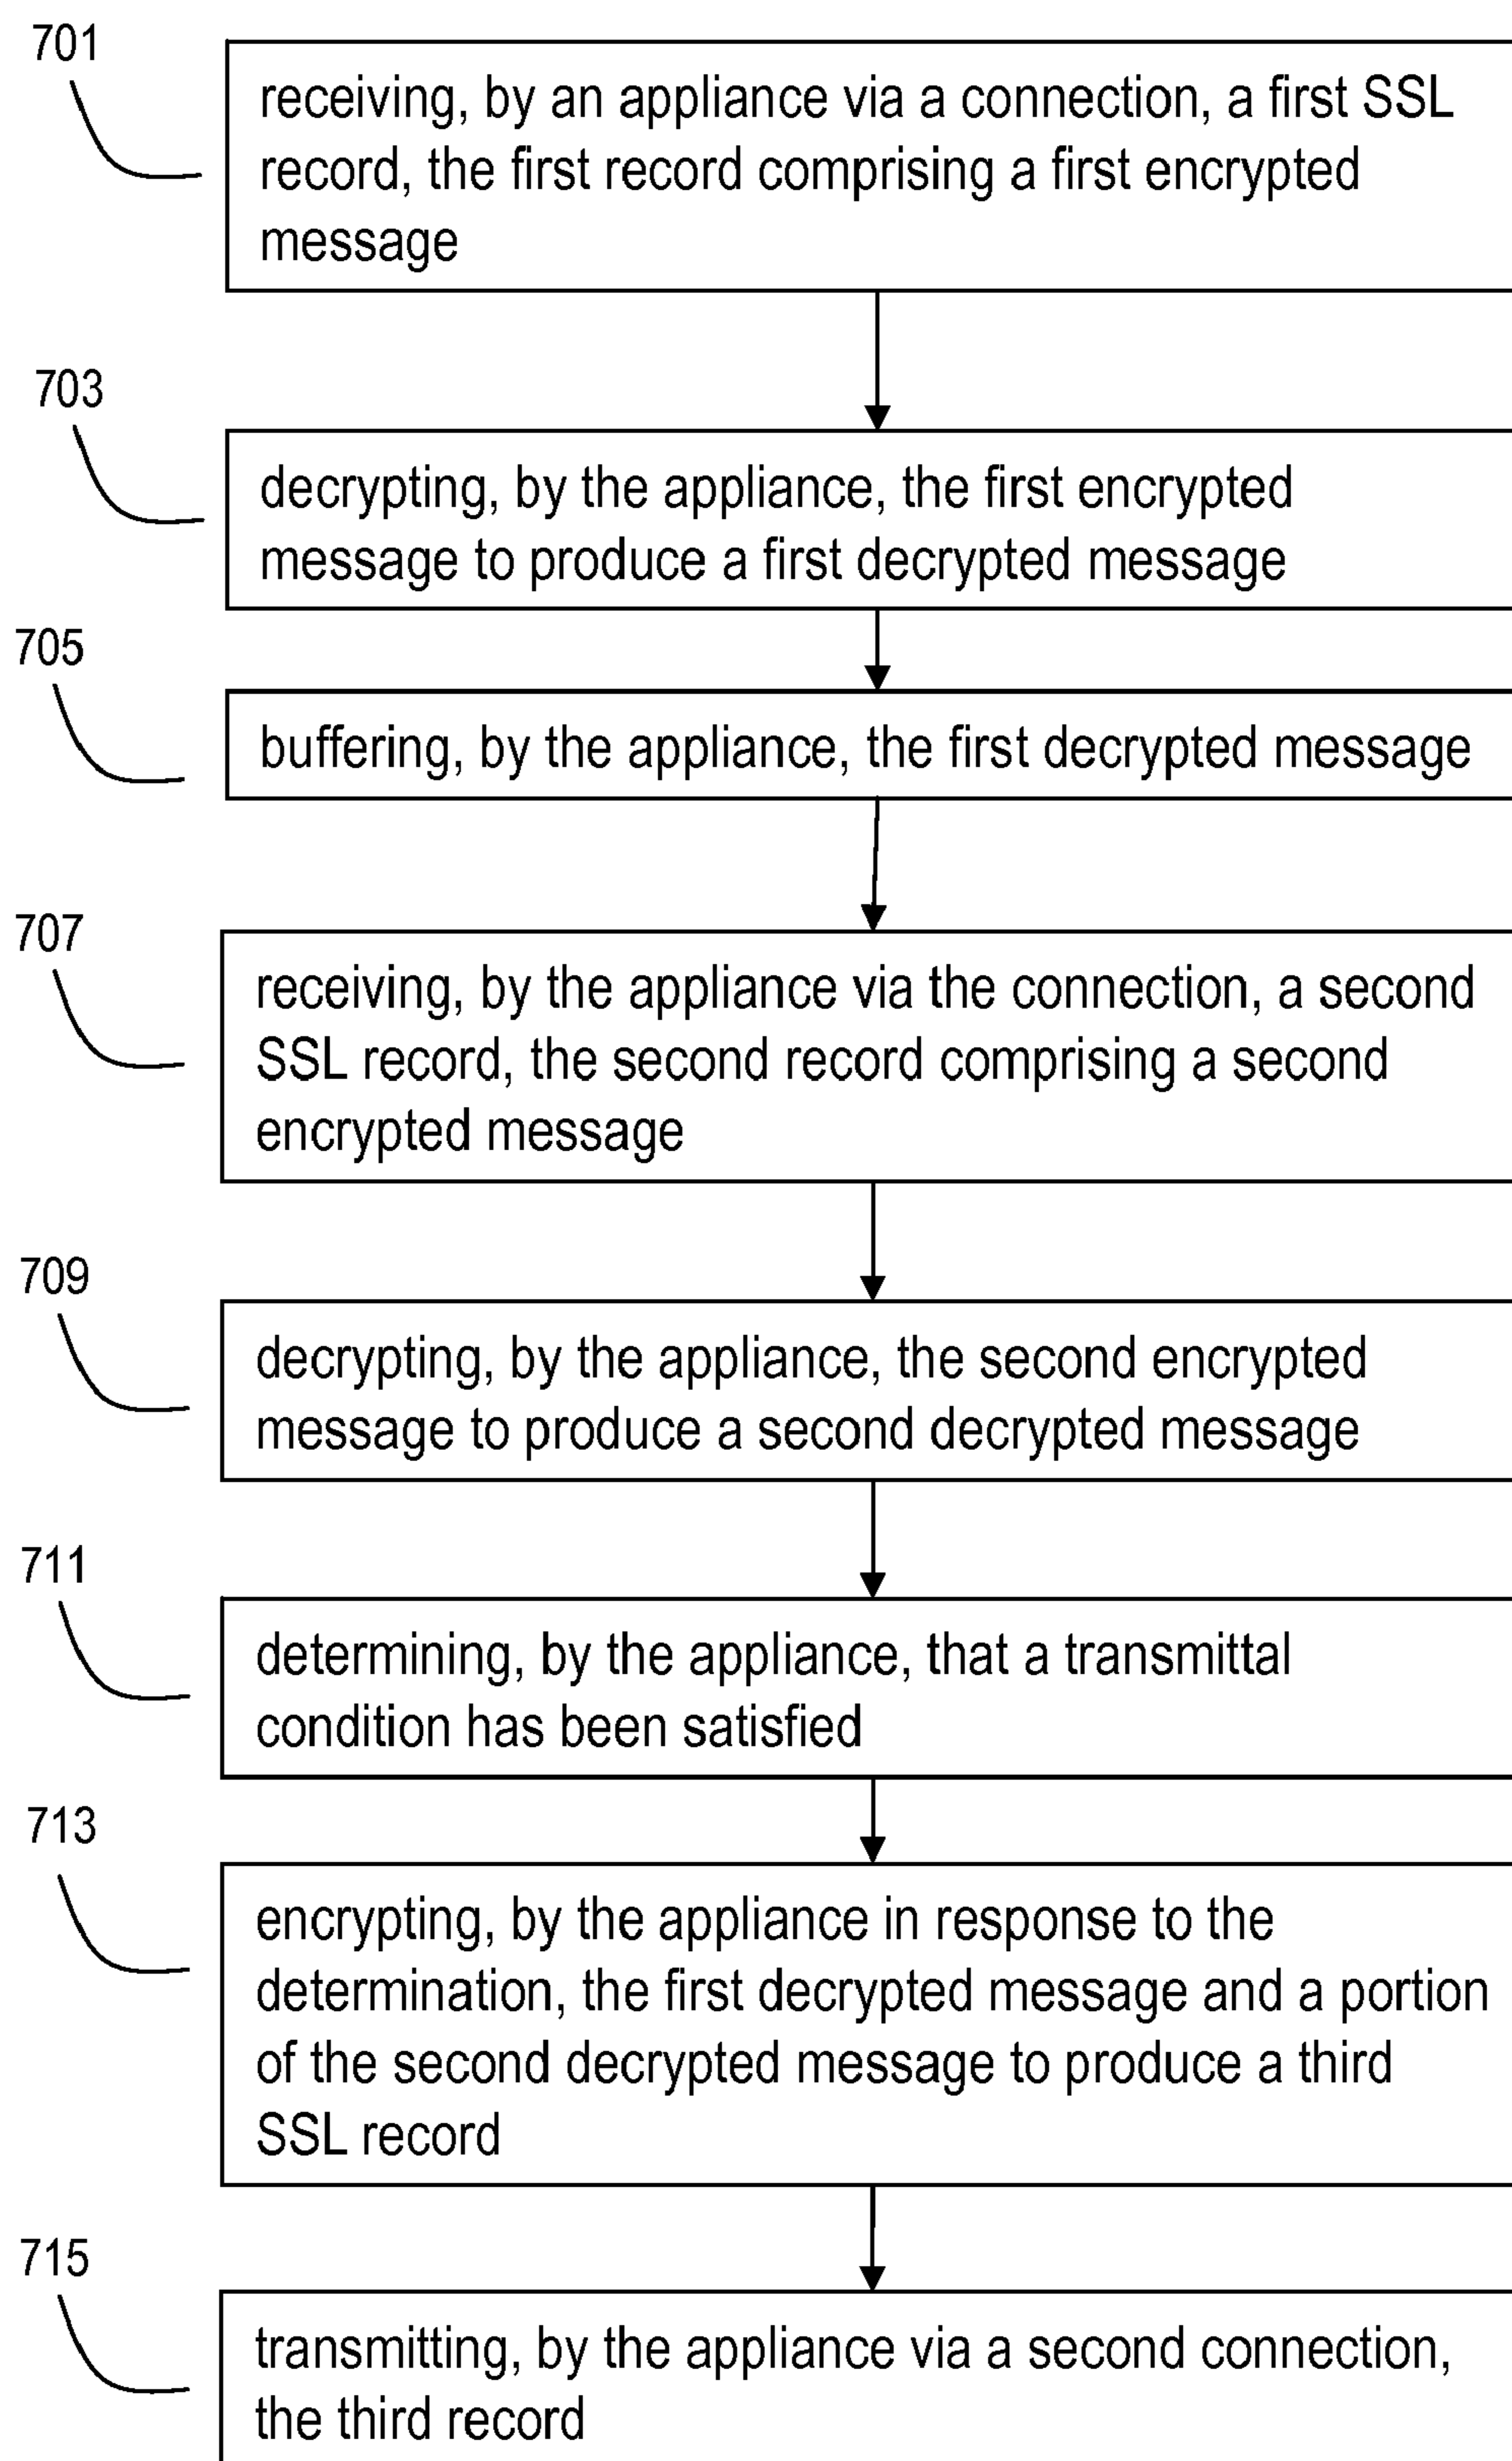 701
receiving, by an appliance via a connection, a first SSL
record, the first record comprising a first encrypted
message
703
decrypting, by the appliance, the first encrypted
message to produce a first decrypted message
705
buffering, by the appliance, the first decrypted message
707
receiving, by the appliance via the connection, a second
SSL record, the second record comprising a second
encrypted message
709
decrypting, by the appliance, the second encrypted
message to produce a second decrypted message
711
determining, by the appliance, that a transmittal
condition has been satisfied
713
encrypting, by the appliance in response to the
determination, the first decrypted message and a portion
of the second decrypted message to produce a third
SSL record
715
transmitting, by the appliance via a second connection,
the third record